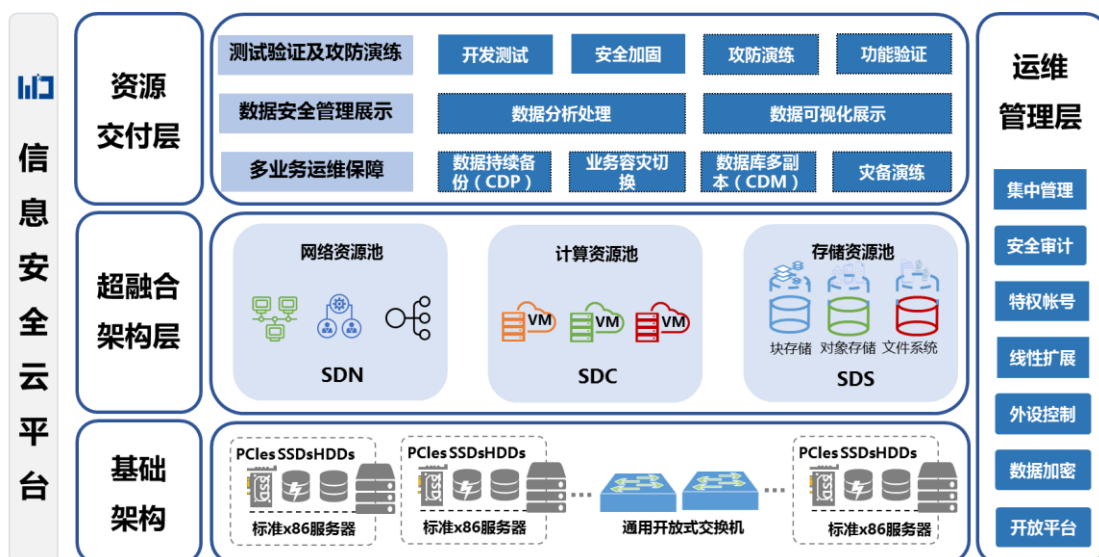 信息安全云平台
资源
交付层
测试验证及攻防演练
开发测试
安全加固
攻防演练
功能验证
数据安全管理展示
数据分析处理
数据可视化展示
多业务运维保障
数据持续备
份（CDP）
业务容灾切
换
数据库多副
本（CDM）
灾备演练
超融合
架构层
网络资源池
SDN
计算资源池
VM
VM
VM
SDC
存储资源池
块存储
对象存储
文件系统
SDS
基础
架构
PCIes SSDsHDDs
SSD
标准x86服务器
PCIes SSDsHDDs
SSD
标准x86服务器
...
通用开放式交换机
...
PCIes SSDsHDDs
SSD
标准x86服务器
运维
管理层
集中管理
安全审计
特权帐号
线性扩展
外设控制
数据加密
开放平台